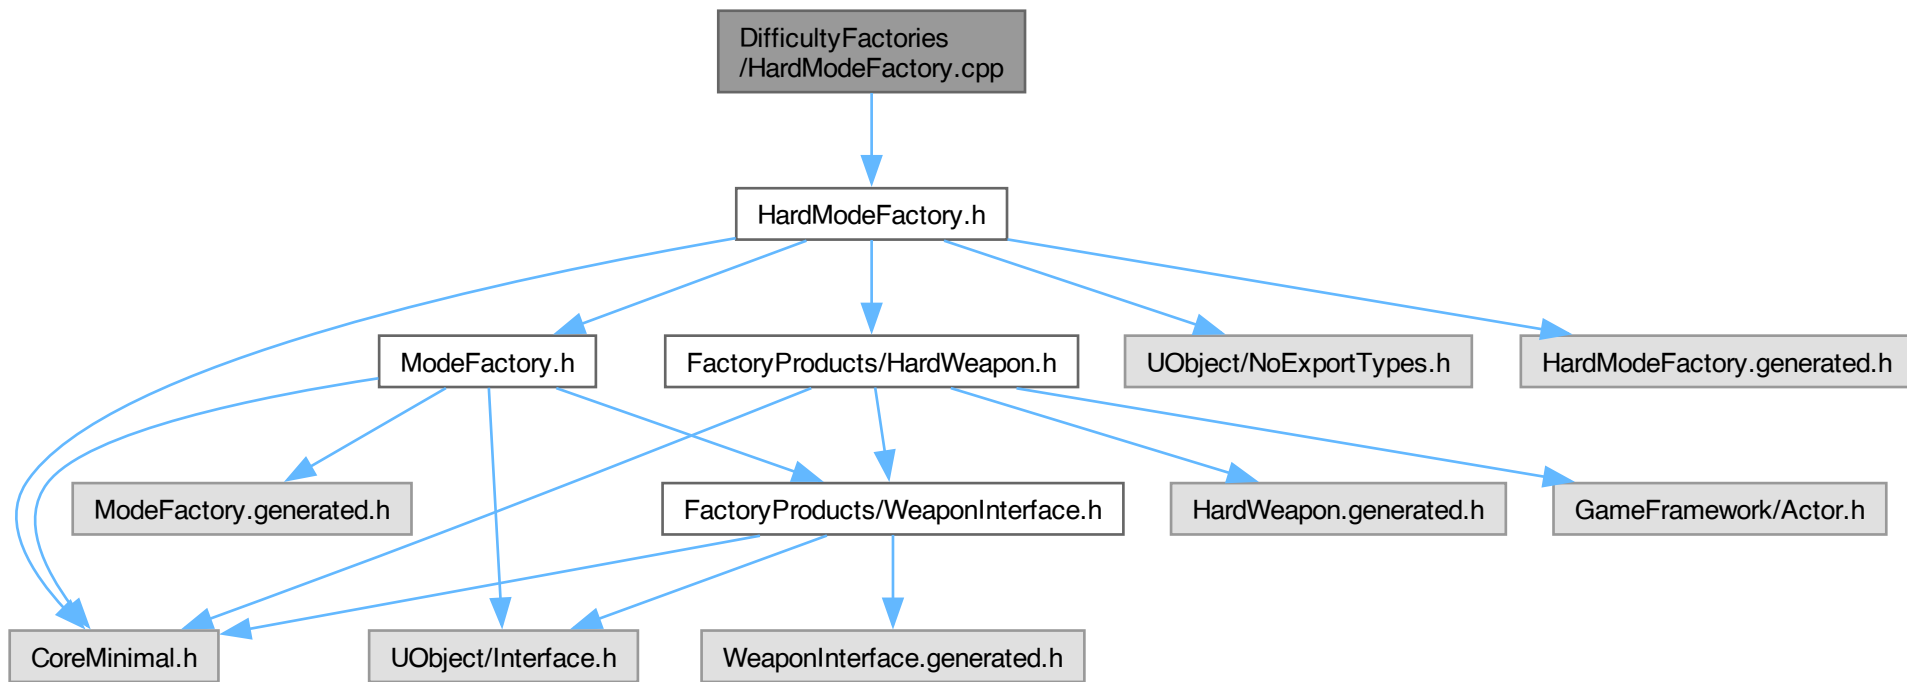 DifficultyFactories
/HardModeFactory.cpp
HardModeFactory.h
ModeFactory.h
FactoryProducts/HardWeapon.h
UObject/NoExportTypes.h
HardModeFactory.generated.h
ModeFactory.generated.h
FactoryProducts/WeaponInterface.h
HardWeapon.generated.h
GameFramework/Actor.h
CoreMinimal.h
UObject/Interface.h
WeaponInterface.generated.h